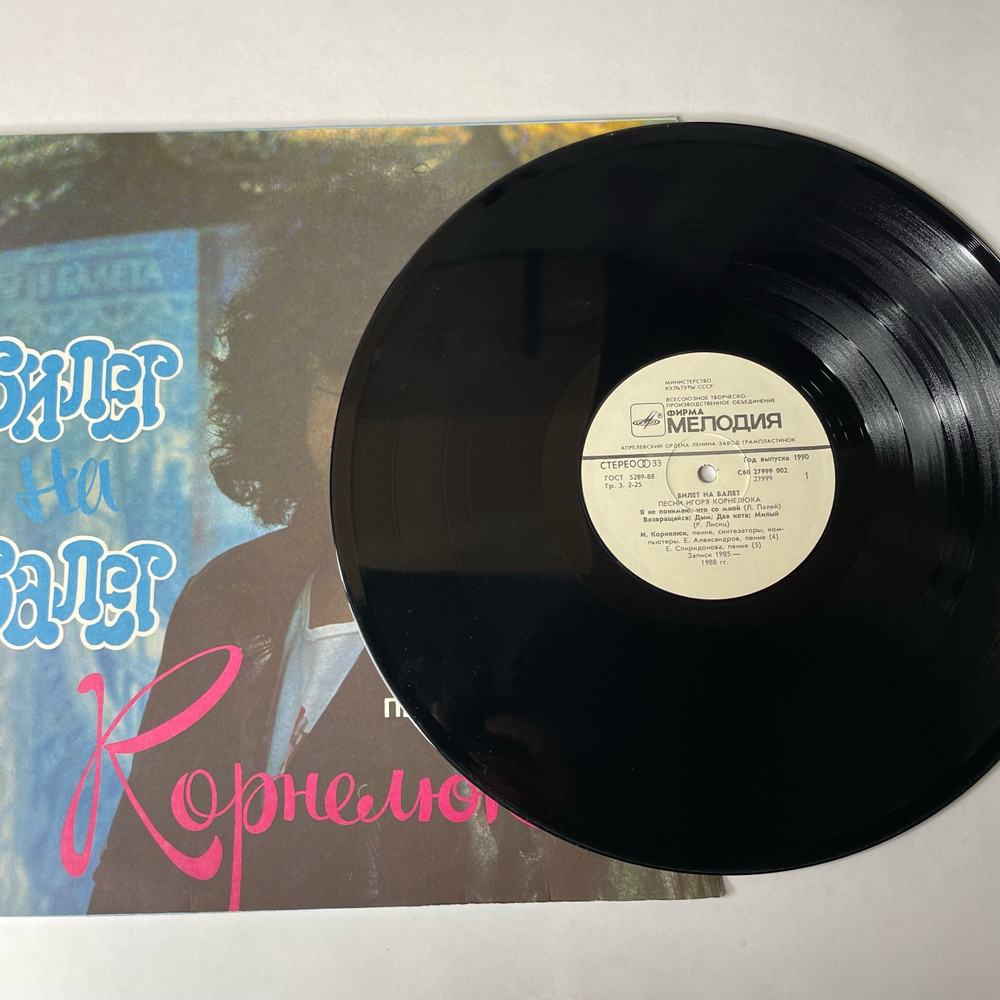 БИЛЕТ
на
БАЛЕТ
Корнелюк
МИНИСТЕРСТВО
КУЛЬТУРЫ СССР
ВСЕСОЮЗНОЕ ТВОРЧЕСКО-
ПРОИЗВОДСТВЕННОЕ ОБЪЕДИНЕНИЕ
® ФИРМА
МЕЛОДИЯ
АПРЕЛЕВСКИЙ ОРДЕНА ЛЕНИНА ЗАВОД ГРАМПЛАСТИНОК
СТЕРЕО 33
Год выпуска 1990
ГОСТ 5289-88
С60 27999 002
Гр. 3. 2-25
27999
1
БИЛЕТ НА БАЛЕТ
ПЕСНИ ИГОРЯ КОРНЕЛЮКА
Я не понимаю, что со мной (Л. Палей)
Возвращайся; Дым; Два кота; Милый
(Р. Лисиц)
И. Корнелюк, пение, синтезаторы, ком-
пьютеры. Е. Александров, пение (4)
Е. Спиридонова, пение (5)
Записи 1985 —
1988 гг.